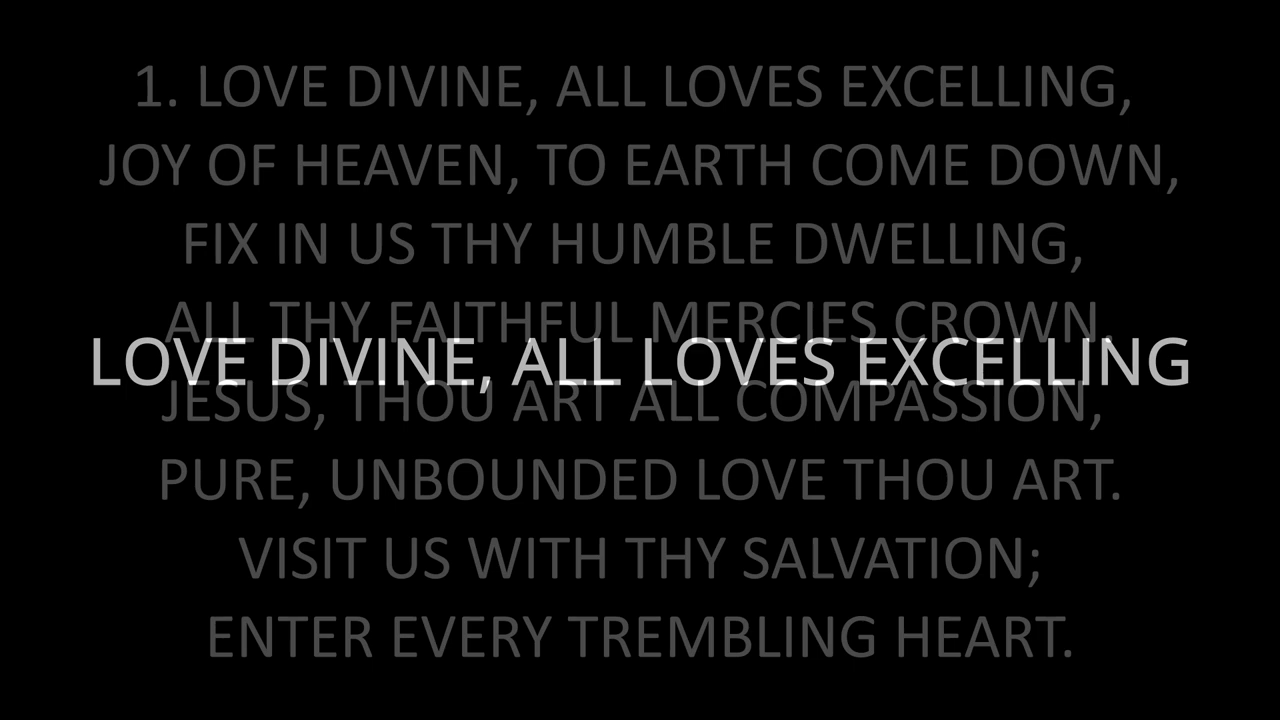 1. LOVE DIVINE, ALL LOVES EXCELLING,
JOY OF HEAVEN, TO EARTH COME DOWN,
FIX IN US THY HUMBLE DWELLING,
ALL THY FAITHFUL MERCIES CROWN.
LOVE DIVINE, ALL LOVES EXCELLING
JESUS, THOU ART ALL COMPASSION,
PURE, UNBOUNDED LOVE THOU ART.
VISIT US WITH THY SALVATION;
ENTER EVERY TREMBLING HEART.